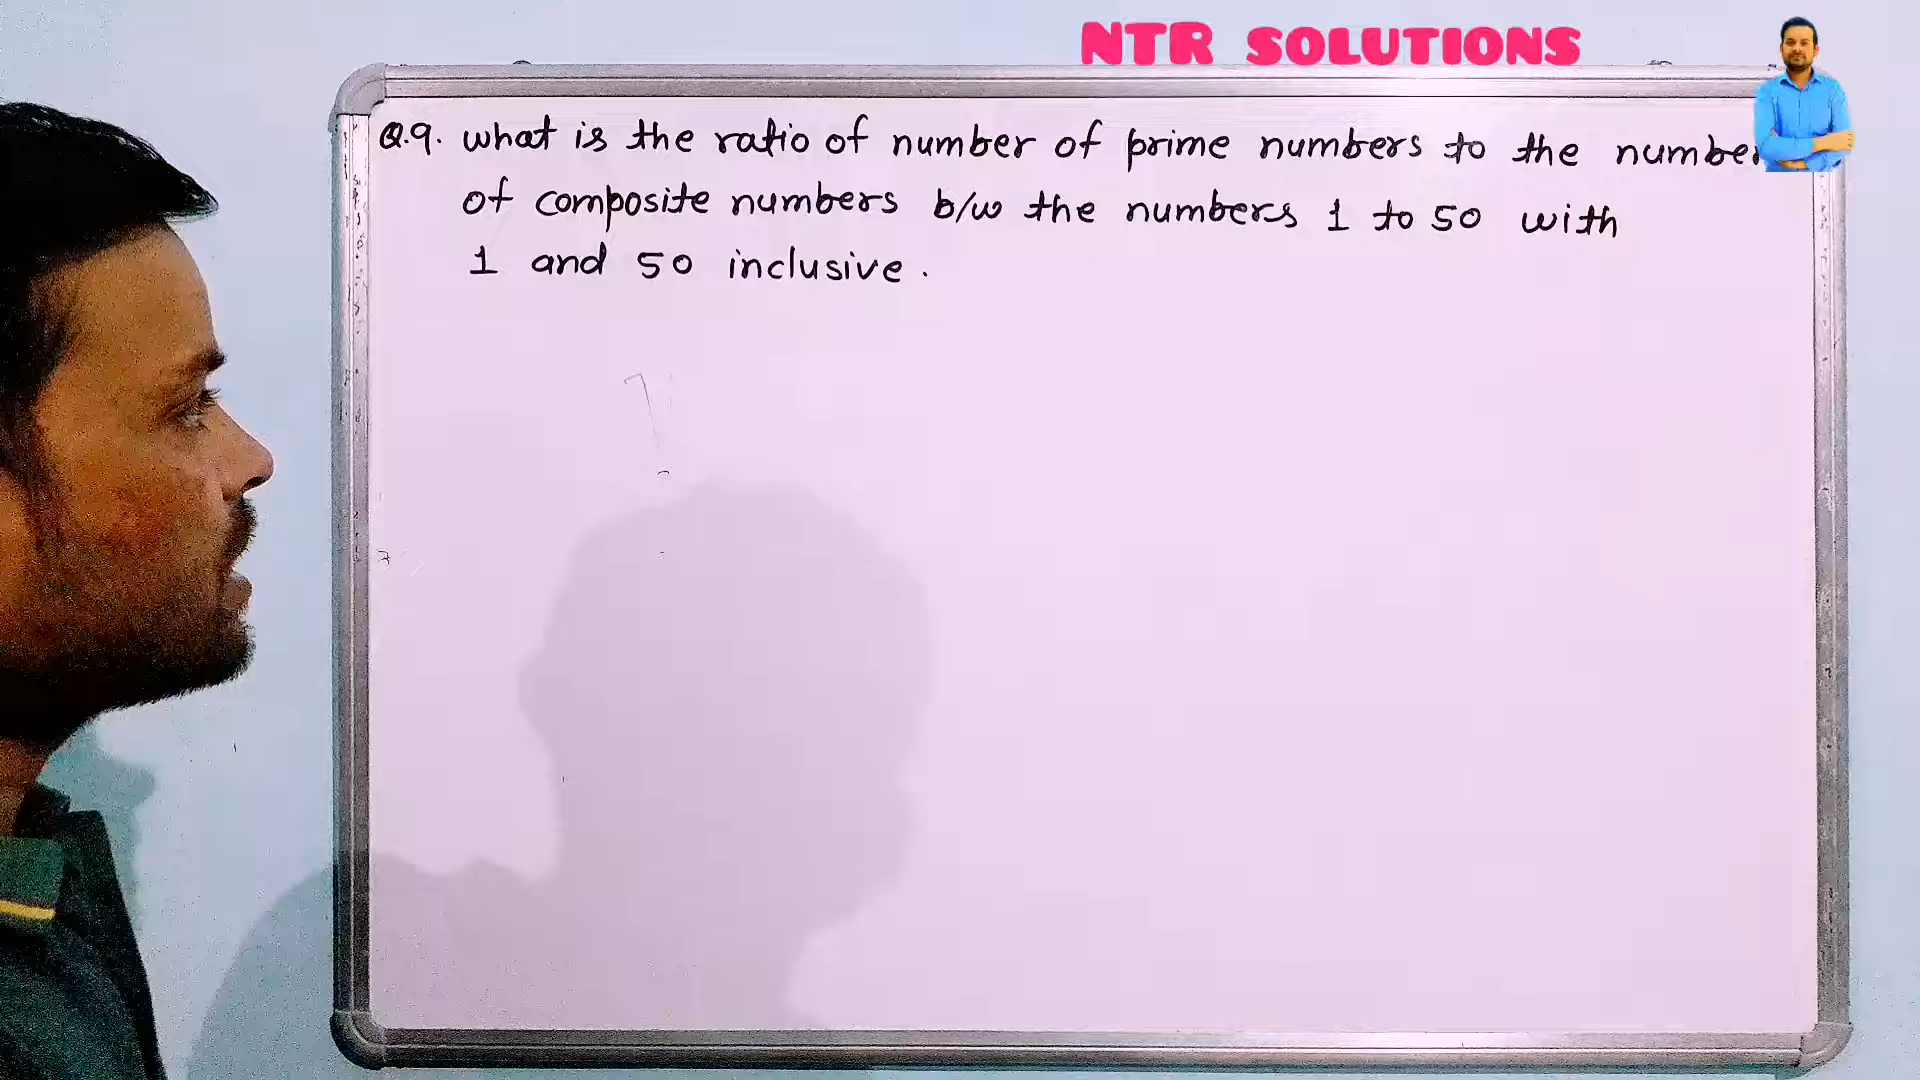 NTR SOLUTIONS
Q.9. what is the ratio of number of prime numbers to the number
of composite numbers b/w the numbers 1 to 50 with
1 and 50 inclusive.